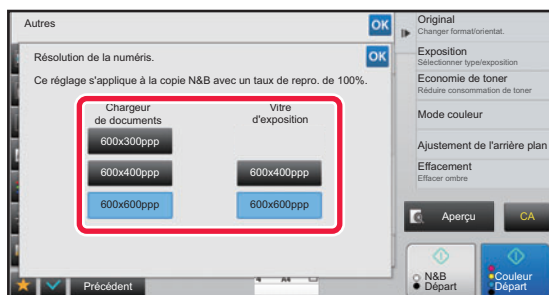 Autres
OK
Résolution de la numéris.
OK
Ce réglage s'applique à la copie N&B avec un taux de repro. de 100%.
Chargeur
de documents
Vitre
d'exposition
600x300ppp
600x400ppp
600x400ppp
600x600ppp
600x600ppp
Précédent
Original
Changer format/orientat.
Exposition
Sélectionner type/exposition
Economie de toner
Réduire consommation de toner
Mode couleur
Ajustement de l'arrière plan
Effacement
Effacer ombre
Aperçu
CA
N&B
Départ
Couleur
Départ